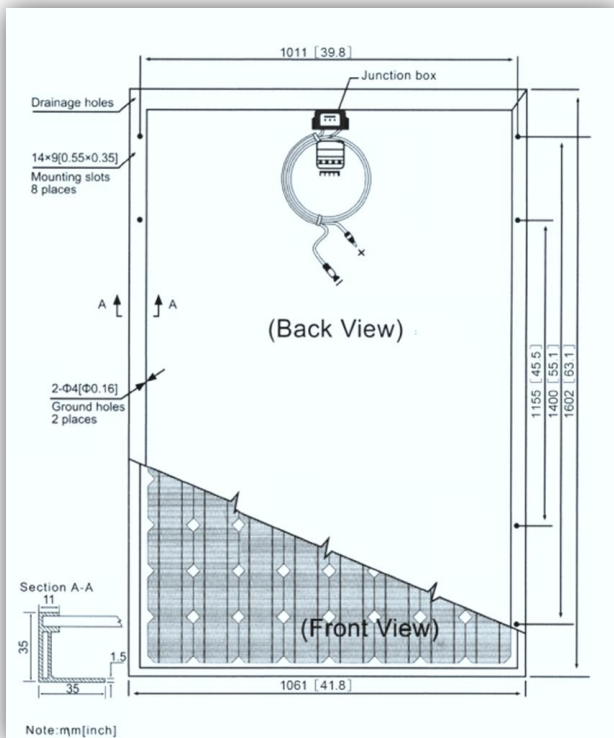 1011 [39.8]
Junction box
Drainage holes
14×9[0.55×0.35]
Mounting slots
8 places
A A
(Back View)
2-Φ4[Φ0.16]
Ground holes
2 places
1155 [45.5]
1400 [55.1]
1602 [63.1]
Section A-A
11
35
1.5
35
(Front View)
1061 [41.8]
Note:mm[inch]